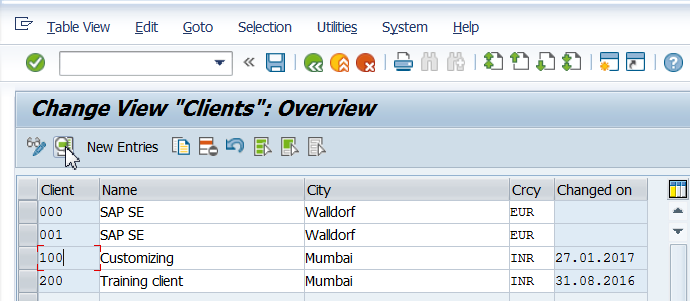 Table View Edit Goto Selection Utilities System Help
Change View "Clients": Overview
New Entries
Client Name City Crcy Changed on
000 SAP SE Walldorf EUR
001 SAP SE Walldorf EUR
100 Customizing Mumbai INR 27.01.2017
200 Training client Mumbai INR 31.08.2016